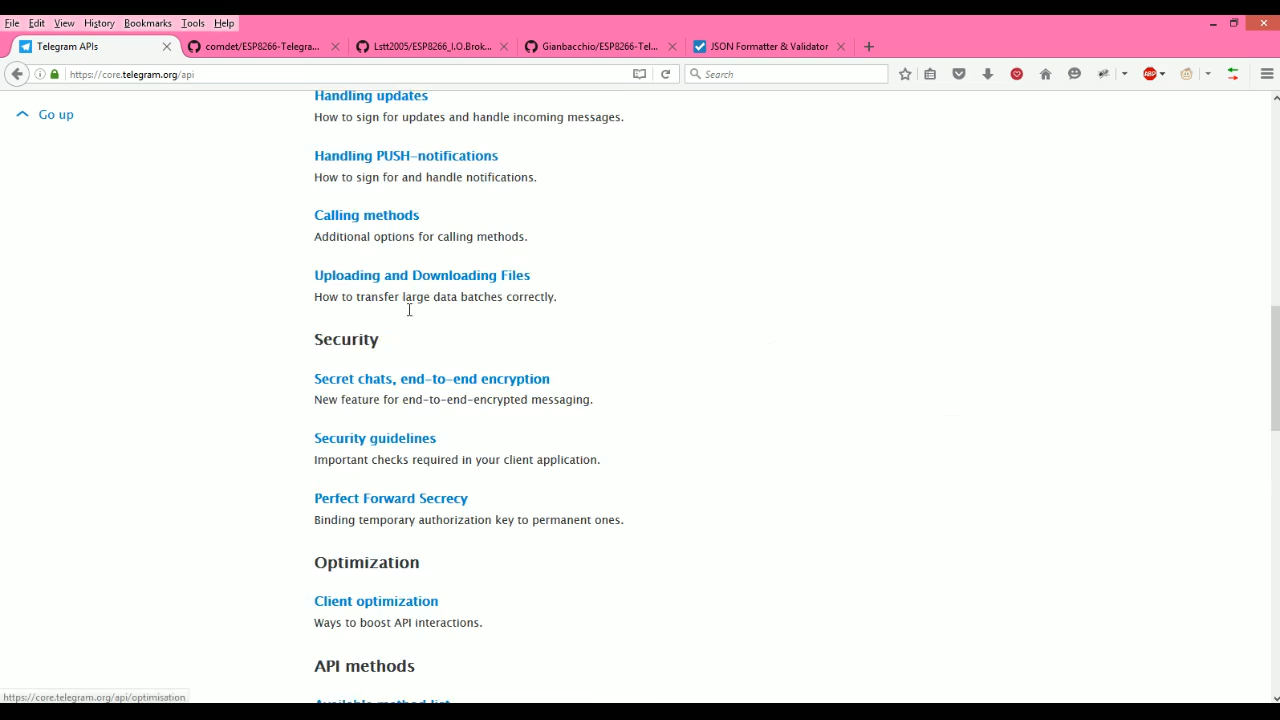 File Edit View History Bookmarks Tools Help
Telegram APIs
comdet/ESP8266-Telegra...
Lstt2005/ESP8266_I.O.Brok...
Gianbacchio/ESP8266-Tel...
JSON Formatter & Validator
https://core.telegram.org/api
Search
ABP
Go up
Handling updates
How to sign for updates and handle incoming messages.
Handling PUSH-notifications
How to sign for and handle notifications.
Calling methods
Additional options for calling methods.
Uploading and Downloading Files
How to transfer large data batches correctly.
Security
Secret chats, end-to-end encryption
New feature for end-to-end-encrypted messaging.
Security guidelines
Important checks required in your client application.
Perfect Forward Secrecy
Binding temporary authorization key to permanent ones.
Optimization
Client optimization
Ways to boost API interactions.
API methods
Available method list
https://core.telegram.org/api/optimisation